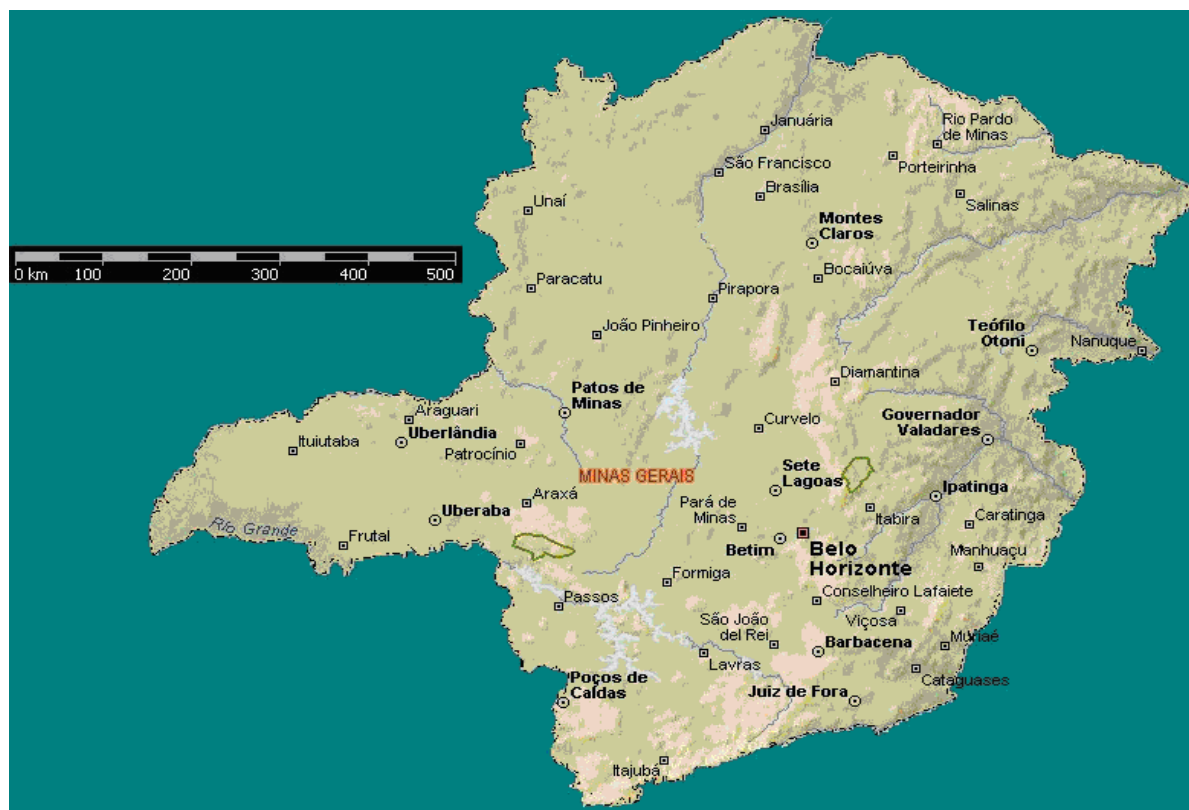 Januária
Rio Pardo
de Minas
Porteirinha
São Francisco
Brasília
Salinas
Unaí
Montes
Claros
0 km 100 200 300 400 500
Bocaiúva
Paracatu
Pirapora
João Pinheiro
Teófilo
Otoni
Nanuque
Diamantina
Patos de
Minas
Araguari
Uberlândia
Ituiutaba
Patrocínio
Curvelo
Governador
Valadares
MINAS GERAIS
Sete
Lagoas
Ipatinga
Araxá
Pará de
Minas
Itabira
Uberaba
Caratinga
Rio Grande
Frutal
Betim
Belo
Horizonte
Manhuaçu
Formiga
Passos
Conselheiro Lafaiete
Viçosa
São João
del Rei
Barbacena
Muriaé
Lavras
Cataguases
Poços de
Caldas
Juiz de Fora
Itajubá